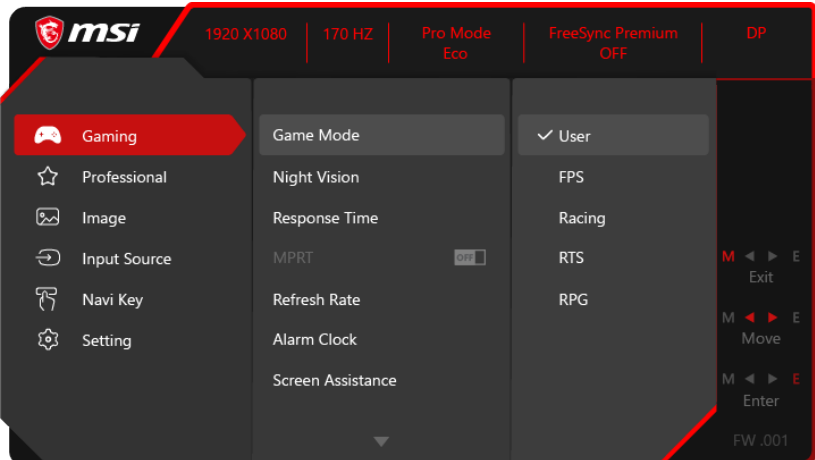 msi
1920 X1080
170 HZ
Pro Mode
Eco
FreeSync Premium
OFF
DP
Gaming
Professional
Image
Input Source
Navi Key
Setting
Game Mode
Night Vision
Response Time
MPRT OFF
Refresh Rate
Alarm Clock
Screen Assistance
User
FPS
Racing
RTS
RPG
M E
Exit
M E
Move
M E
Enter
FW .001